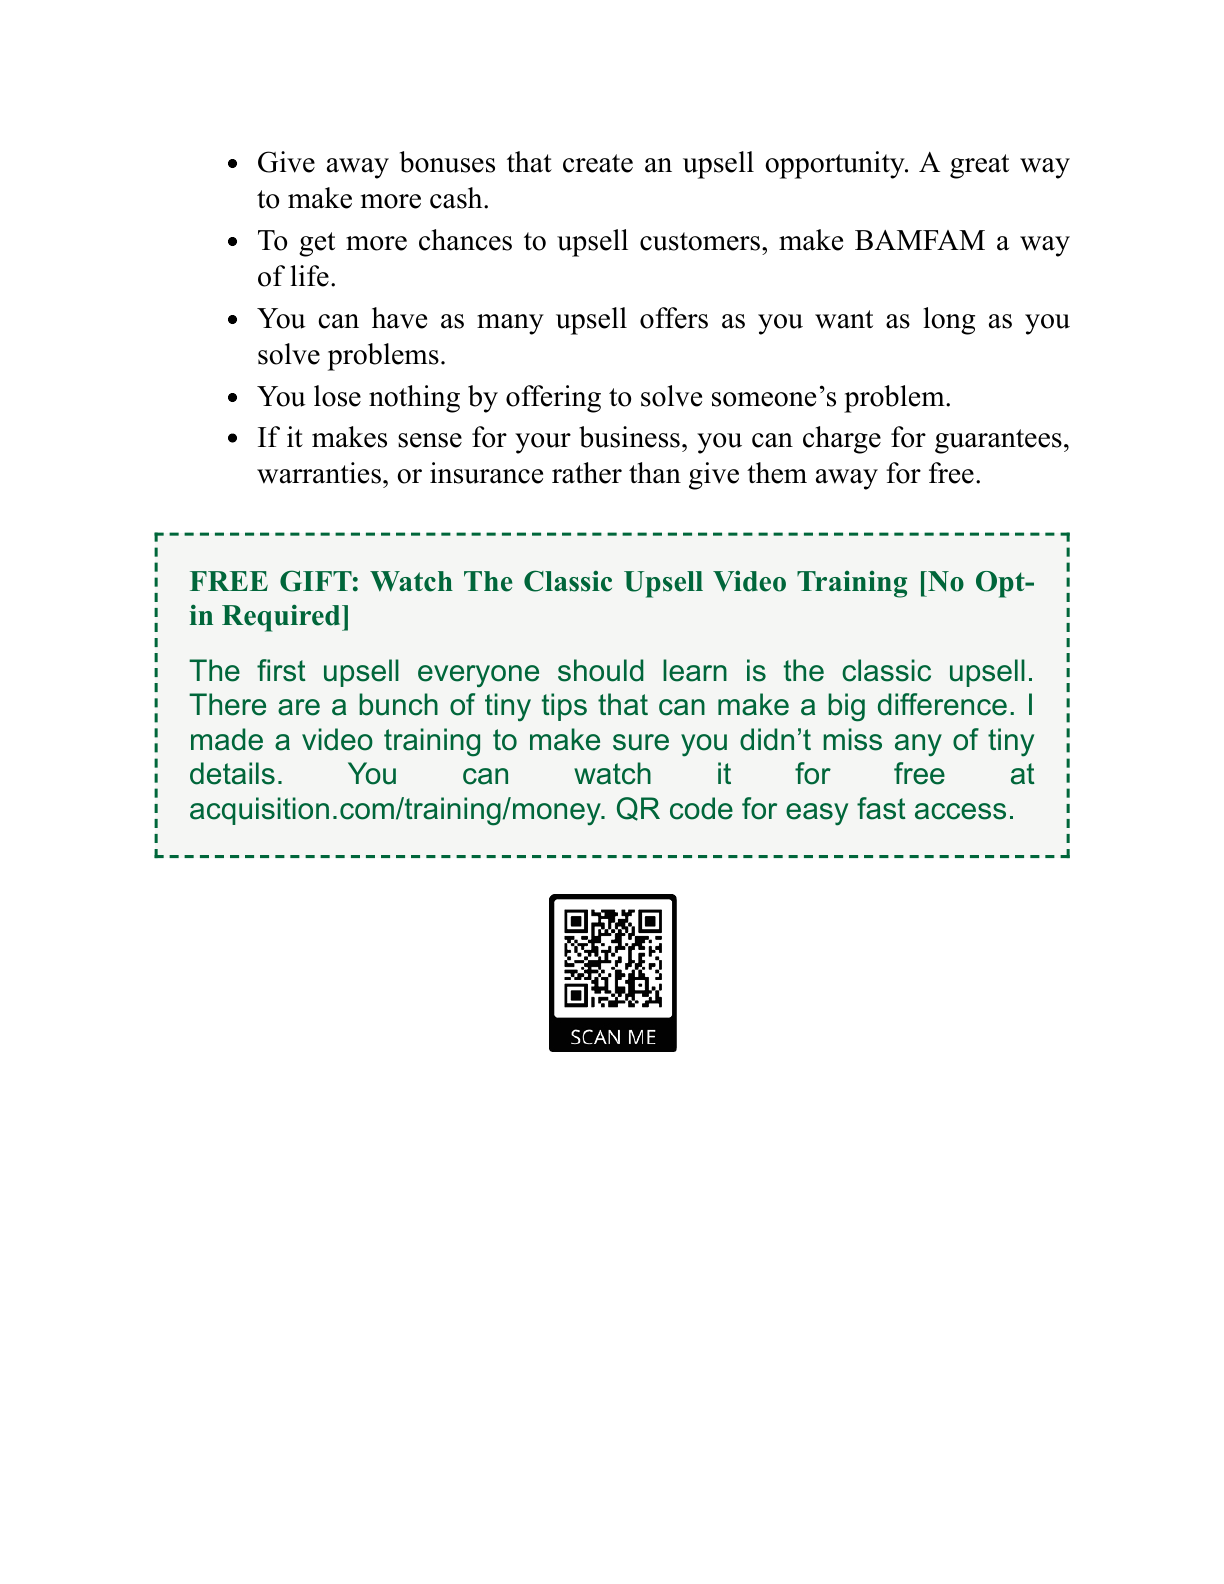 • Give away bonuses that create an upsell opportunity. A great way
to make more cash.
• To get more chances to upsell customers, make BAMFAM a way
of life.
• You can have as many upsell offers as you want as long as you
solve problems.
• You lose nothing by offering to solve someone’s problem.
• If it makes sense for your business, you can charge for guarantees,
warranties, or insurance rather than give them away for free.
FREE GIFT: Watch The Classic Upsell Video Training [No Opt-
in Required]
The first upsell everyone should learn is the classic upsell.
There are a bunch of tiny tips that can make a big difference. I
made a video training to make sure you didn’t miss any of tiny
details. You can watch it for free at
acquisition.com/training/money. QR code for easy fast access.
SCAN ME